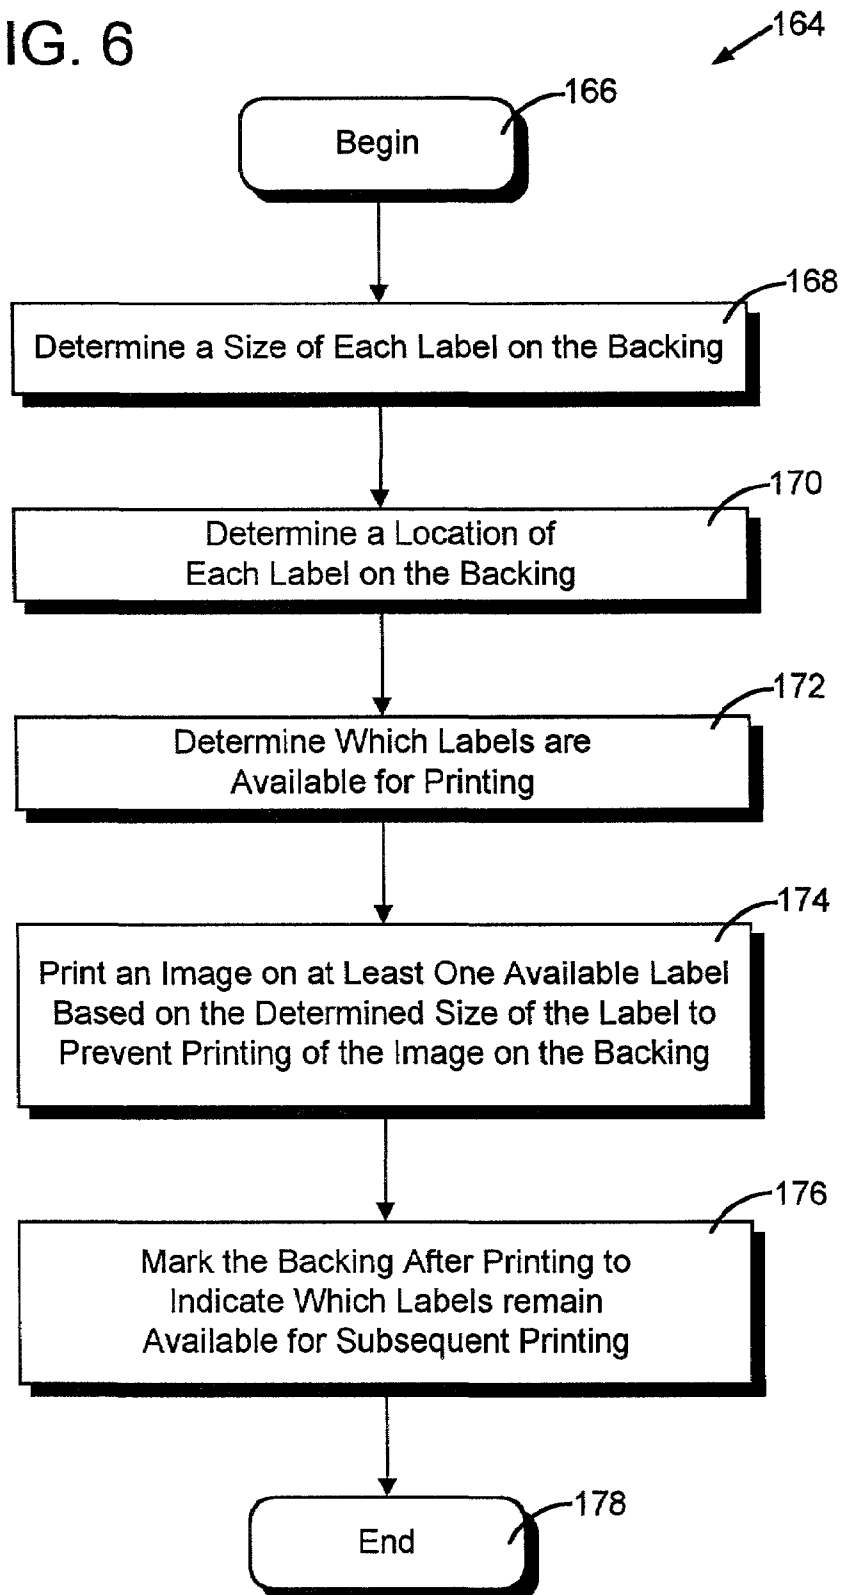 IG. 6
164
166
Begin
168
Determine a Size of Each Label on the Backing
170
Determine a Location of
Each Label on the Backing
172
Determine Which Labels are
Available for Printing
174
Print an Image on at Least One Available Label
Based on the Determined Size of the Label to
Prevent Printing of the Image on the Backing
176
Mark the Backing After Printing to
Indicate Which Labels remain
Available for Subsequent Printing
178
End